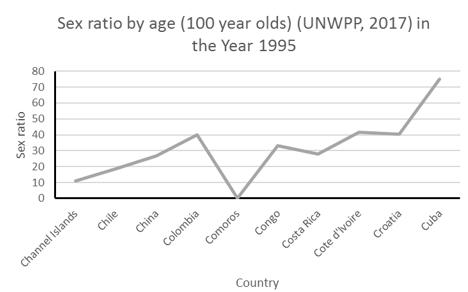 Sex ratio by age (100 year olds) (UNWPP, 2017) in
the Year 1995
80
70
60
50
40
30
20
10
0
Sex ratio
Channel Islands
Chile
China
Colombia
Comoros
Congo
Costa Rica
Cote d'Ivoire
Croatia
Cuba
Country